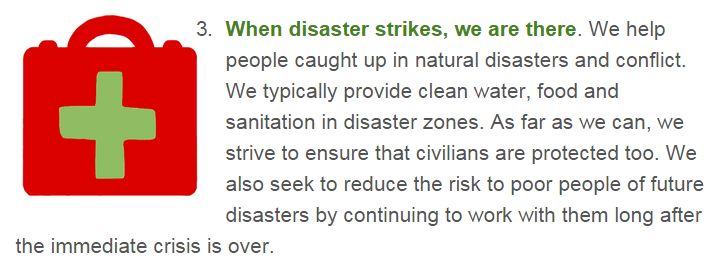 3. When disaster strikes, we are there. We help
people caught up in natural disasters and conflict.
We typically provide clean water, food and
sanitation in disaster zones. As far as we can, we
strive to ensure that civilians are protected too. We
also seek to reduce the risk to poor people of future
disasters by continuing to work with them long after
the immediate crisis is over.